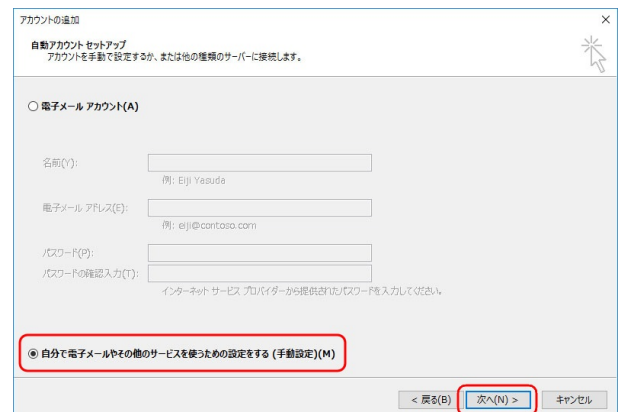 アカウントの追加
自動アカウント セットアップ
アカウントを手動で設定するか、または他の種類のサーバーに接続します。
電子メール アカウント(A)
名前(Y):
例: Eiji Yasuda
電子メール アドレス(E):
例: eiji@contoso.com
パスワード(P):
パスワードの確認入力(T):
インターネット サービス プロバイダーから提供されたパスワードを入力してください。
自分で電子メールやその他のサービスを使うための設定をする (手動設定)(M)
< 戻る(B) 次へ(N) > キャンセル